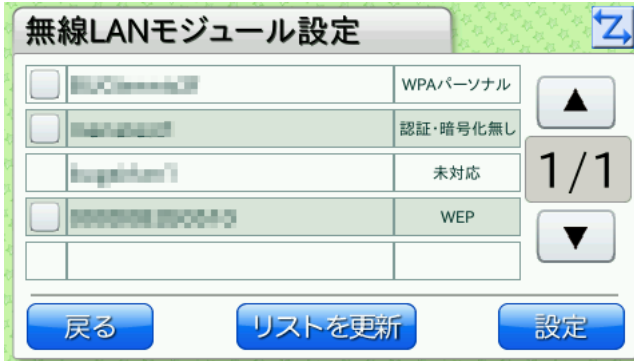 無線LANモジュール設定
Z
WPAパーソナル
認証・暗号化無し
未対応
WEP
▲
1/1
▼
戻る
リストを更新
設定